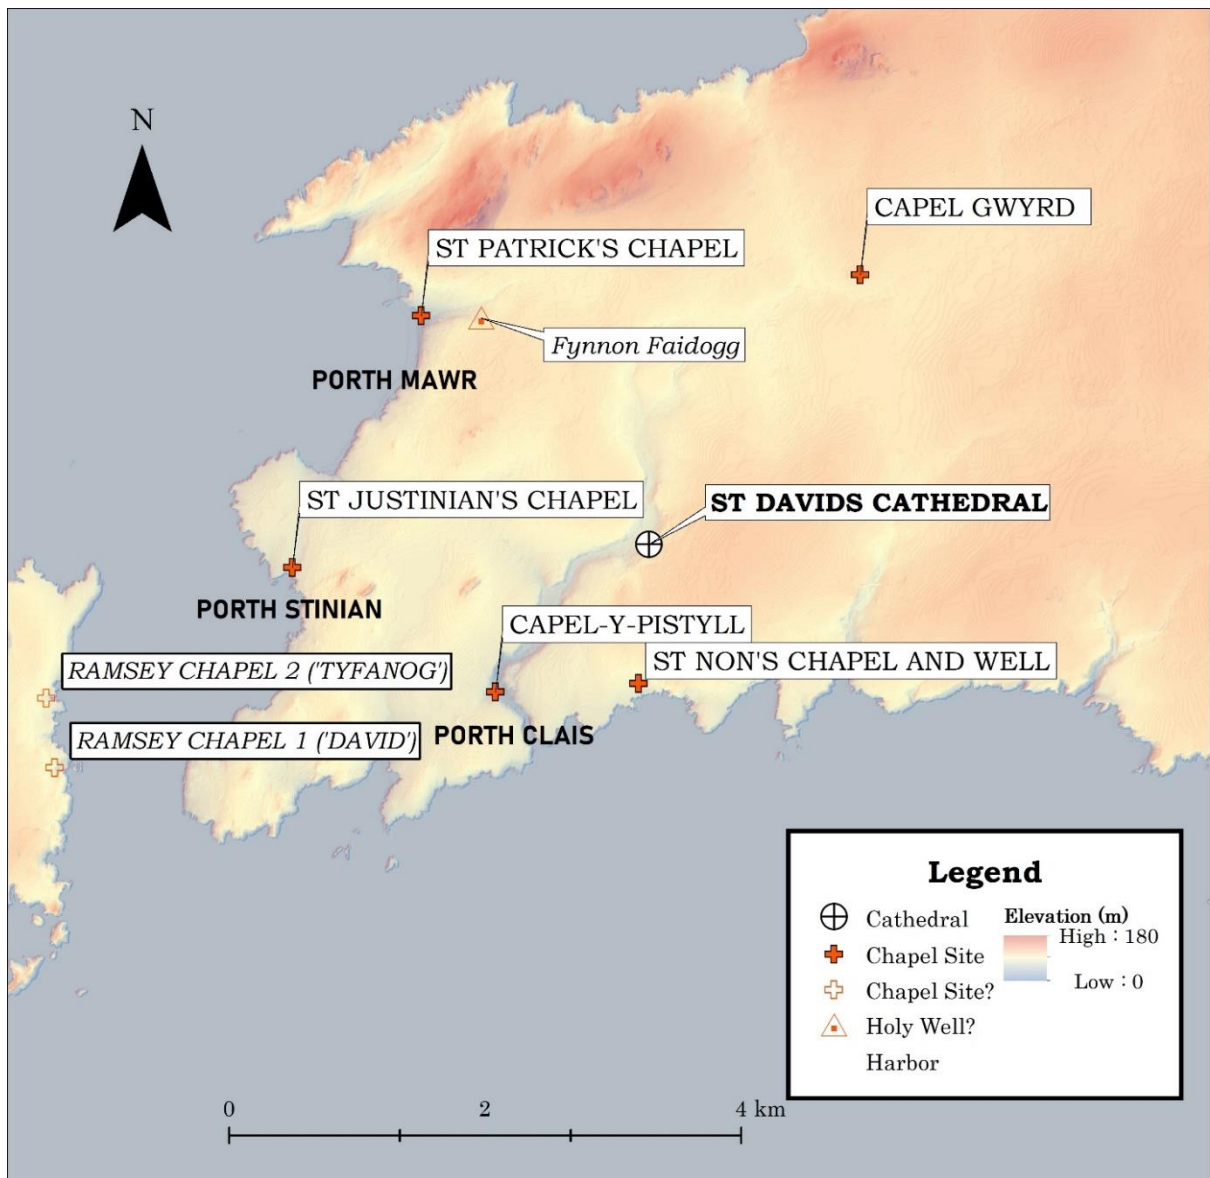 N
CAPEL GWYRD
ST PATRICK'S CHAPEL
Fynnon Faidogg
PORTH MAWR
ST JUSTINIAN'S CHAPEL
ST DAVIDS CATHEDRAL
PORTH STINIAN
CAPEL-Y-PISTYLL
ST NON'S CHAPEL AND WELL
RAMSEY CHAPEL 2 ('TYFANOG')
RAMSEY CHAPEL 1 ('DAVID')
PORTH CLAIS
Legend
Cathedral
Chapel Site
Chapel Site?
Holy Well?
Harbor
Elevation (m)
High : 180
Low : 0
0 2 4 km